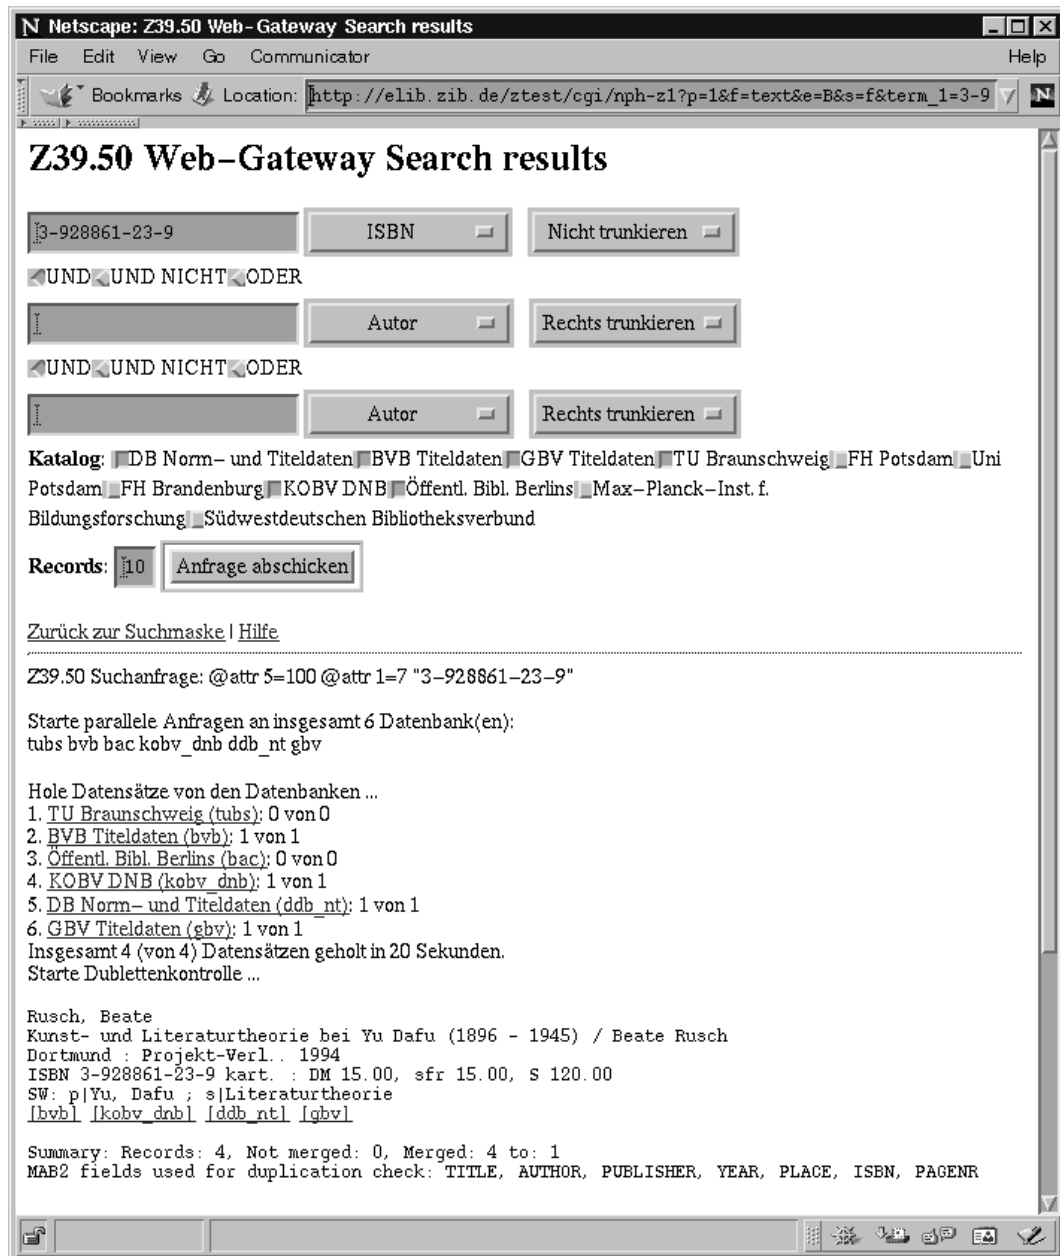 N Netscape: Z39.50 Web-Gateway Search results
File Edit View Go Communicator Help
Bookmarks Location: http://elib.zib.de/ztest/cgi/nph-z1?p=1&f=text&e=B&s=f&term_1=3-9 N
Z39.50 Web-Gateway Search results
3-928861-23-9 ISBN Nicht trunkieren
UND UND NICHT ODER
Autor Rechts trunkieren
UND UND NICHT ODER
Autor Rechts trunkieren
Katalog: DB Norm- und Titeldaten BVB Titeldaten GBV Titeldaten TU Braunschweig FH Potsdam Uni
Potsdam FH Brandenburg KOBV DNB Öffentl. Bibl. Berlins Max-Planck-Inst. f.
Bildungsforschung Südwestdeutschen Bibliotheksverbund
Records: 10 Anfrage abschicken
Zurück zur Suchmaske | Hilfe
Z39.50 Suchanfrage: @attr 5=100 @attr 1=7 "3-928861-23-9"
Starte parallele Anfragen an insgesamt 6 Datenbank(en):
tubs bvb bac kobv_dnb ddb_nt gbv
Hole Datensätze von den Datenbanken ...
1. TU Braunschweig (tubs): 0 von 0
2. BVB Titeldaten (bvb): 1 von 1
3. Öffentl. Bibl. Berlins (bac): 0 von 0
4. KOBV DNB (kobv_dnb): 1 von 1
5. DB Norm- und Titeldaten (ddb_nt): 1 von 1
6. GBV Titeldaten (gbv): 1 von 1
Insgesamt 4 (von 4) Datensätzen geholt in 20 Sekunden.
Starte Dublettenkontrolle ...
Rusch, Beate
Kunst- und Literaturtheorie bei Yu Dafu (1896 - 1945) / Beate Rusch
Dortmund : Projekt-Verl.. 1994
ISBN 3-928861-23-9 kart. : DM 15.00, sfr 15.00, S 120.00
SW: p|Yu, Dafu ; s|Literaturtheorie
[bvb] [kobv_dnb] [ddb_nt] [gbv]
Summary: Records: 4, Not merged: 0, Merged: 4 to: 1
MAB2 fields used for duplication check: TITLE, AUTHOR, PUBLISHER, YEAR, PLACE, ISBN, PAGENR